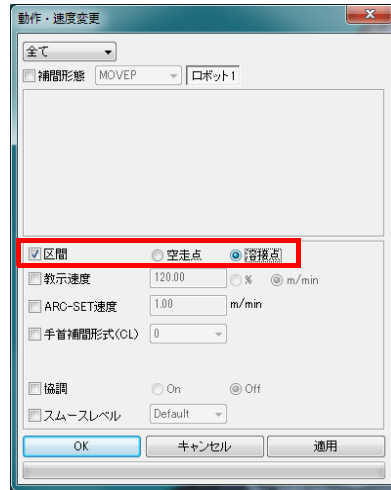 動作・速度変更
全て
補間形態 MOVEP ロボット1
区間 空走点 溶接点
教示速度 120.00 % m/min
ARC-SET速度 1.00 m/min
手首補間形式(CL) 0
協調 On Off
スムースレベル Default
OK キャンセル 適用